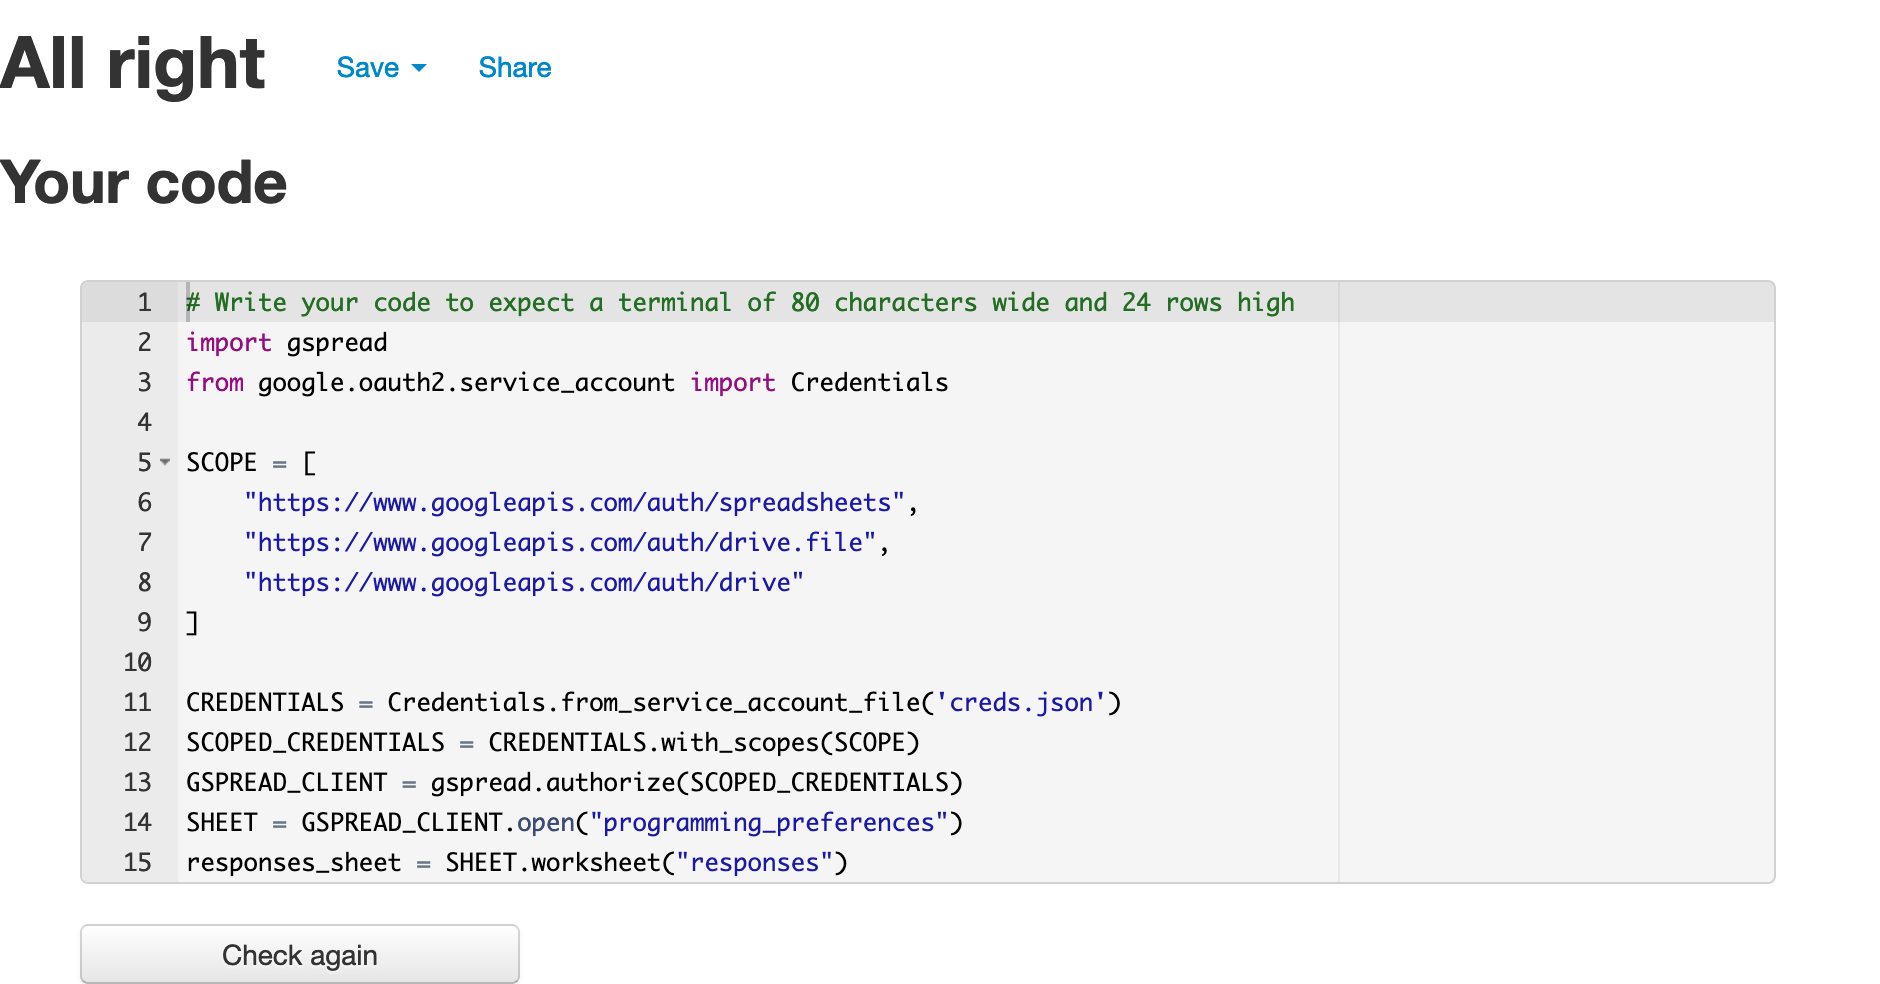 All right
Save
Share
Your code
1 # Write your code to expect a terminal of 80 characters wide and 24 rows high
2 import gspread
3 from google.oauth2.service_account import Credentials
4
5 SCOPE = [
6     "https://www.googleapis.com/auth/spreadsheets",
7     "https://www.googleapis.com/auth/drive.file",
8     "https://www.googleapis.com/auth/drive"
9 ]
10
11 CREDENTIALS = Credentials.from_service_account_file('creds.json')
12 SCOPED_CREDENTIALS = CREDENTIALS.with_scopes(SCOPE)
13 GSPREAD_CLIENT = gspread.authorize(SCOPED_CREDENTIALS)
14 SHEET = GSPREAD_CLIENT.open("programming_preferences")
15 responses_sheet = SHEET.worksheet("responses")
Check again